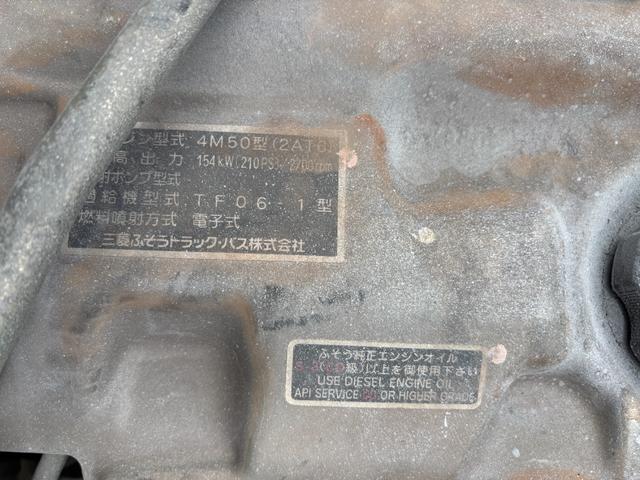 ン型式 4M50型(2AT6)
高出力 154kW(210PS)/2700rpm
射ポンプ型式
過給機型式 TF06-1型
燃料噴射方式 電子式
三菱ふそうトラック・バス株式会社
ふそう純正エンジンオイル
級)以上を御使用下さい
USE DIESEL ENGINE OIL
API SERVICE OR HIGHER GRADE